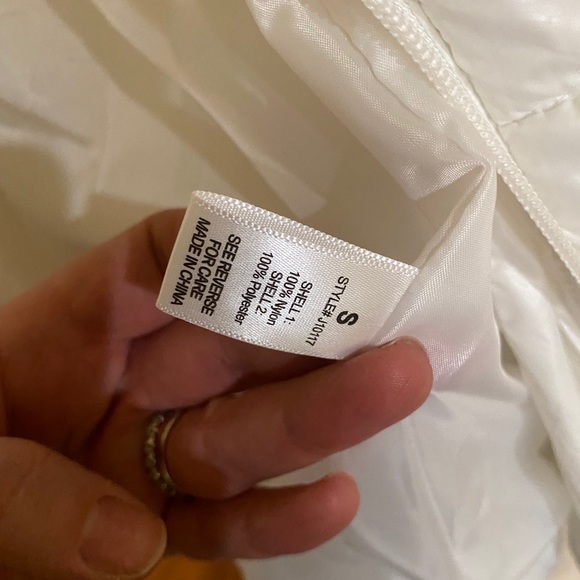 S
STYLE# J10117
SHELL 1:
100% Nylon
SHELL 2:
100% Polyester
SEE REVERSE
FOR CARE
MADE IN CHINA